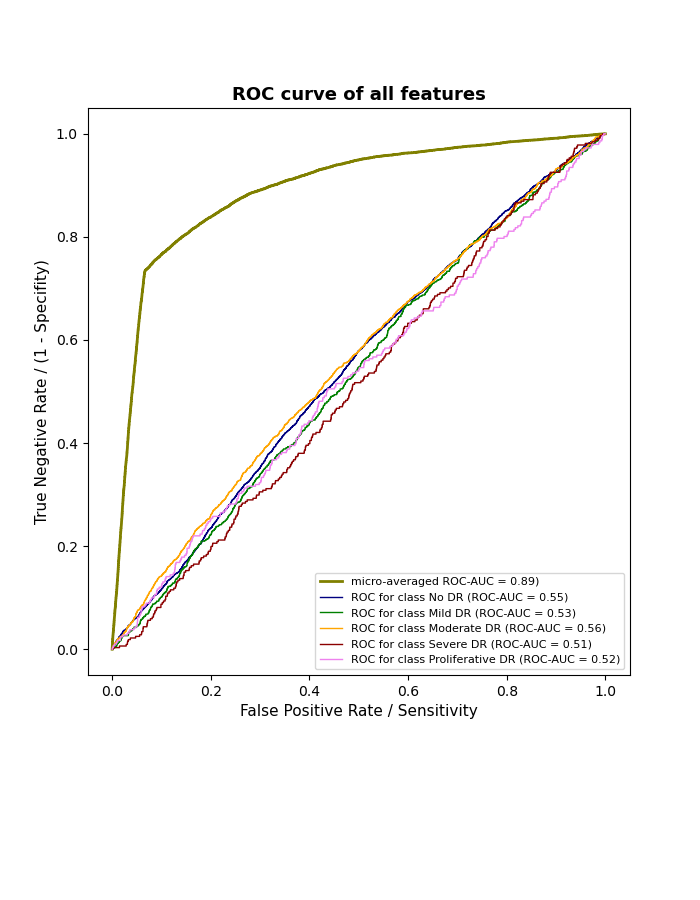 ROC curve of all features
True Negative Rate / (1 - Specifity)
1.0
0.8
0.6
0.4
0.2
0.0
micro-averaged ROC-AUC = 0.89)
ROC for class No DR (ROC-AUC = 0.55)
ROC for class Mild DR (ROC-AUC = 0.53)
ROC for class Moderate DR (ROC-AUC = 0.56)
ROC for class Severe DR (ROC-AUC = 0.51)
ROC for class Proliferative DR (ROC-AUC = 0.52)
0.0 0.2 0.4 0.6 0.8 1.0
False Positive Rate / Sensitivity